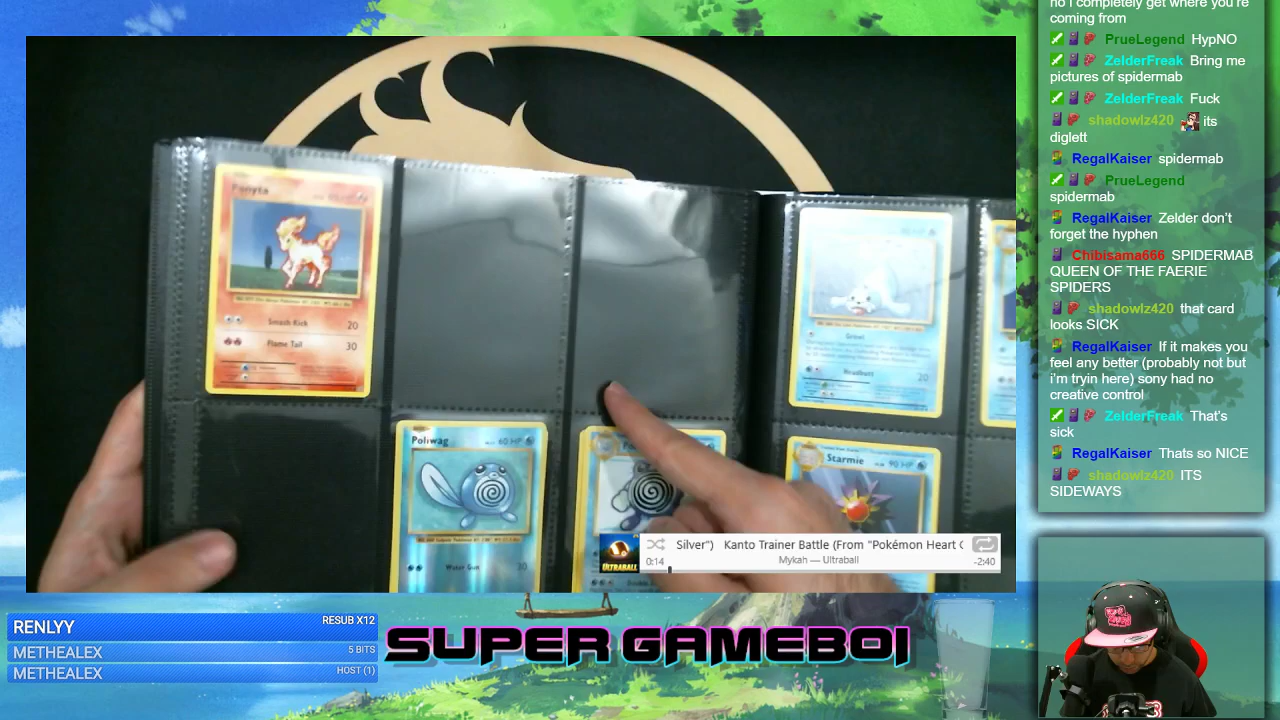 no I completely get where you're
coming from
PrueLegend HypNO
ZelderFreak Bring me
pictures of spidermab
ZelderFreak Fuck
shadowlz420 its
diglett
RegalKaiser spidermab
PrueLegend
spidermab
RegalKaiser Zelder don't
forget the hyphen
Chibisama666 SPIDERMAB
QUEEN OF THE FAERIE
SPIDERS
shadowlz420 that card
looks SICK
RegalKaiser If it makes you
feel any better (probably not but
i'm tryin here) sony had no
creative control
ZelderFreak That's
sick
RegalKaiser Thats so NICE
shadowlz420 ITS
SIDEWAYS
Ponyta
Smash Kick 20
Flame Tail 30
Growl
Headbutt 20
Poliwag 60 HP
Water Gun 30
Starmie 90 HP
ULTRABALL
Silver") Kanto Trainer Battle (From "Pokémon Heart G
0:14 Mykah — Ultraball -2:40
RENLYY RESUB X12
METHEALEX 5 BITS
METHEALEX HOST (1)
SUPER GAMEBOI